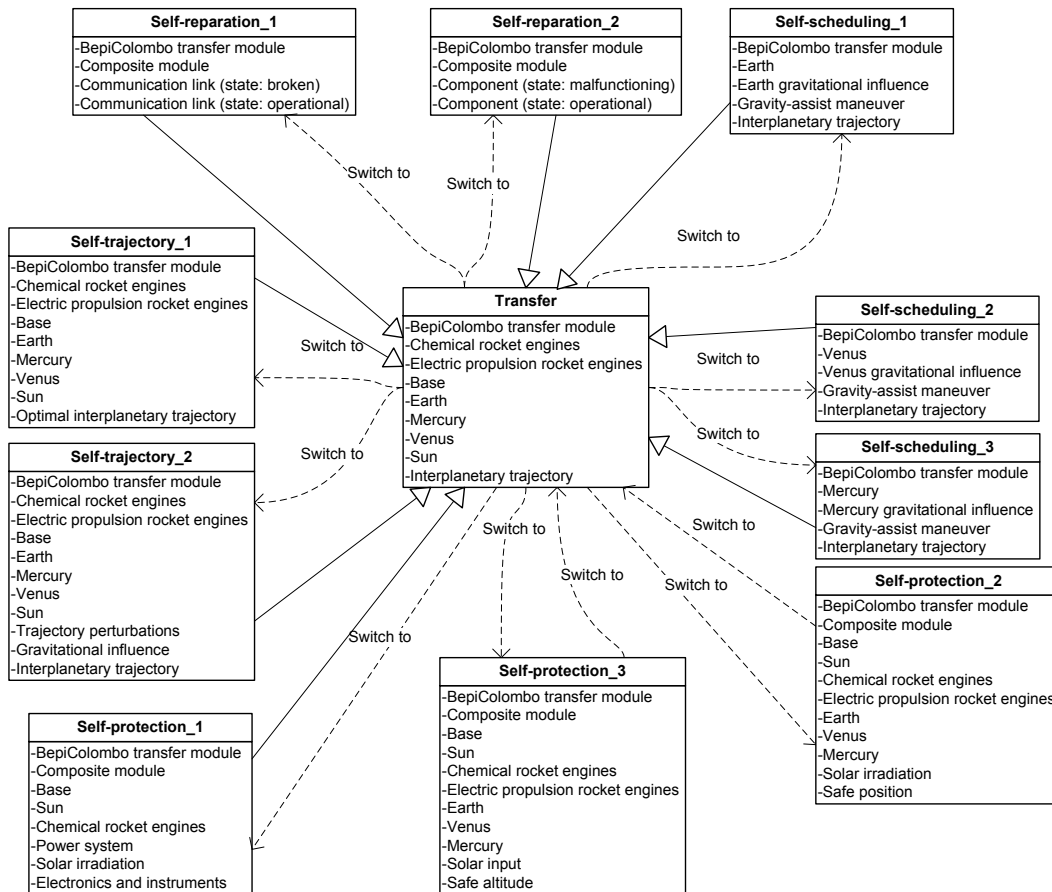 Self-reparation_1
-BepiColombo transfer module
-Composite module
-Communication link (state: broken)
-Communication link (state: operational)
Self-reparation_2
-BepiColombo transfer module
-Composite module
-Component (state: malfunctioning)
-Component (state: operational)
Self-scheduling_1
-BepiColombo transfer module
-Earth
-Earth gravitational influence
-Gravity-assist maneuver
-Interplanetary trajectory
Switch to
Switch to
Switch to
Self-trajectory_1
-BepiColombo transfer module
-Chemical rocket engines
-Electric propulsion rocket engines
-Base
-Earth
-Mercury
-Venus
-Sun
-Optimal interplanetary trajectory
Switch to
Transfer
-BepiColombo transfer module
-Chemical rocket engines
-Electric propulsion rocket engines
-Base
-Earth
-Mercury
-Venus
-Sun
-Interplanetary trajectory
Switch to
Self-scheduling_2
-BepiColombo transfer module
-Venus
-Venus gravitational influence
-Gravity-assist maneuver
-Interplanetary trajectory
Self-trajectory_2
-BepiColombo transfer module
-Chemical rocket engines
-Electric propulsion rocket engines
-Base
-Earth
-Mercury
-Venus
-Sun
-Trajectory perturbations
-Gravitational influence
-Interplanetary trajectory
Switch to
Switch to
Self-scheduling_3
-BepiColombo transfer module
-Mercury
-Mercury gravitational influence
-Gravity-assist maneuver
-Interplanetary trajectory
Switch to
Switch to
Switch to
Switch to
Switch to
Self-protection_2
-BepiColombo transfer module
-Composite module
-Base
-Sun
-Chemical rocket engines
-Electric propulsion rocket engines
-Earth
-Venus
-Mercury
-Solar irradiation
-Safe position
Self-protection_3
-BepiColombo transfer module
-Composite module
-Base
-Sun
-Chemical rocket engines
-Electric propulsion rocket engines
-Earth
-Venus
-Mercury
-Solar input
-Safe altitude
Self-protection_1
-BepiColombo transfer module
-Composite module
-Base
-Sun
-Chemical rocket engines
-Power system
-Solar irradiation
-Electronics and instruments